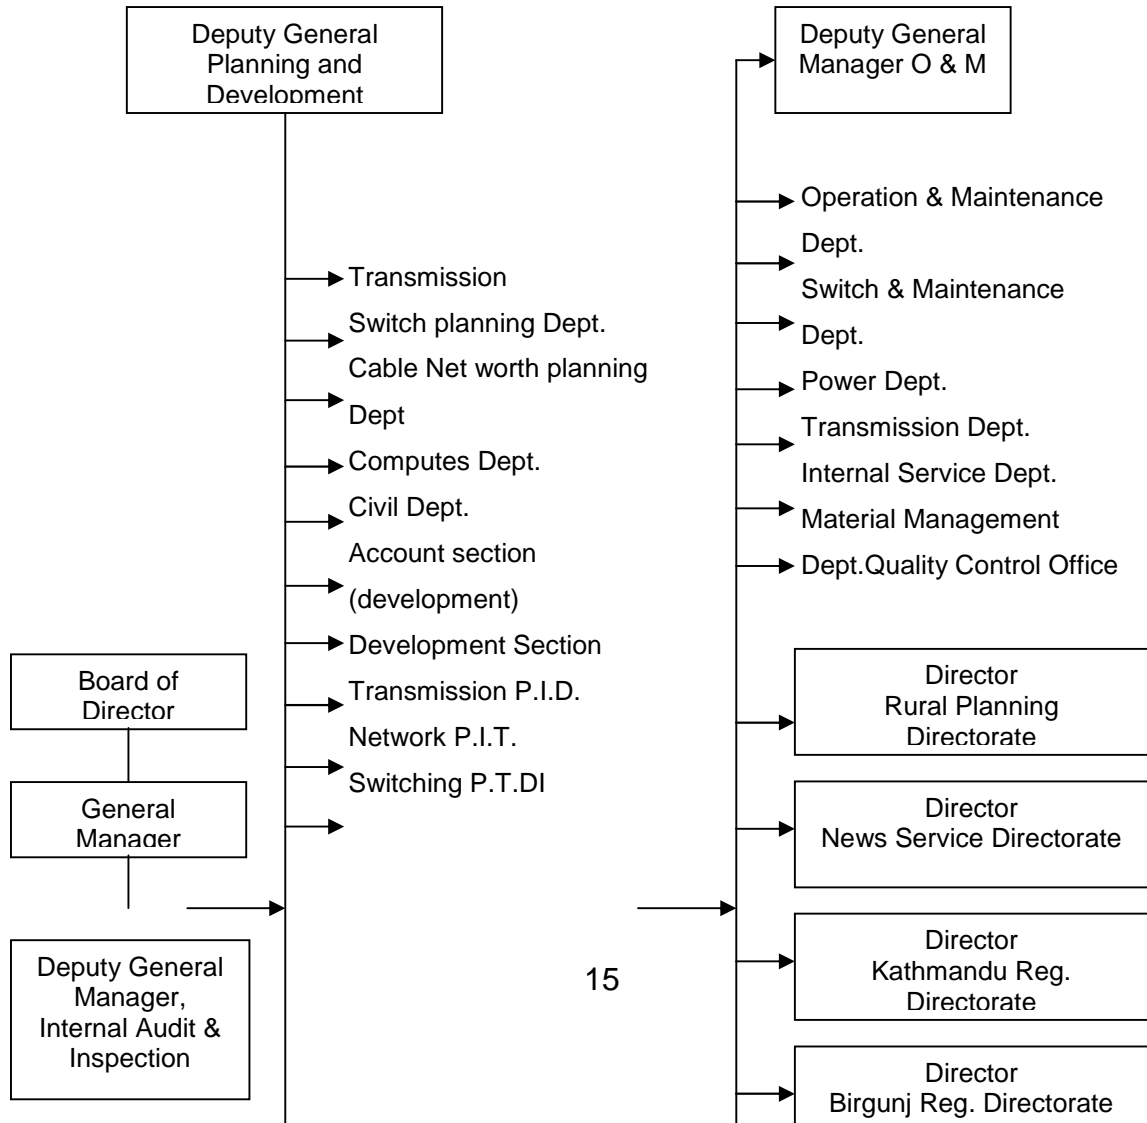 Deputy General
Planning and
Development
Transmission
Switch planning Dept.
Cable Net worth planning
Dept
Computes Dept.
Civil Dept.
Account section
(development)
Development Section
Transmission P.I.D.
Network P.I.T.
Switching P.T.DI
Board of
Director
General
Manager
Deputy General
Manager,
Internal Audit &
Inspection
Deputy General
Manager O & M
Operation & Maintenance
Dept.
Switch & Maintenance
Dept.
Power Dept.
Transmission Dept.
Internal Service Dept.
Material Management
Dept.Quality Control Office
Director
Rural Planning
Directorate
Director
News Service Directorate
Director
Kathmandu Reg.
Directorate
Director
Birgunj Reg. Directorate
15